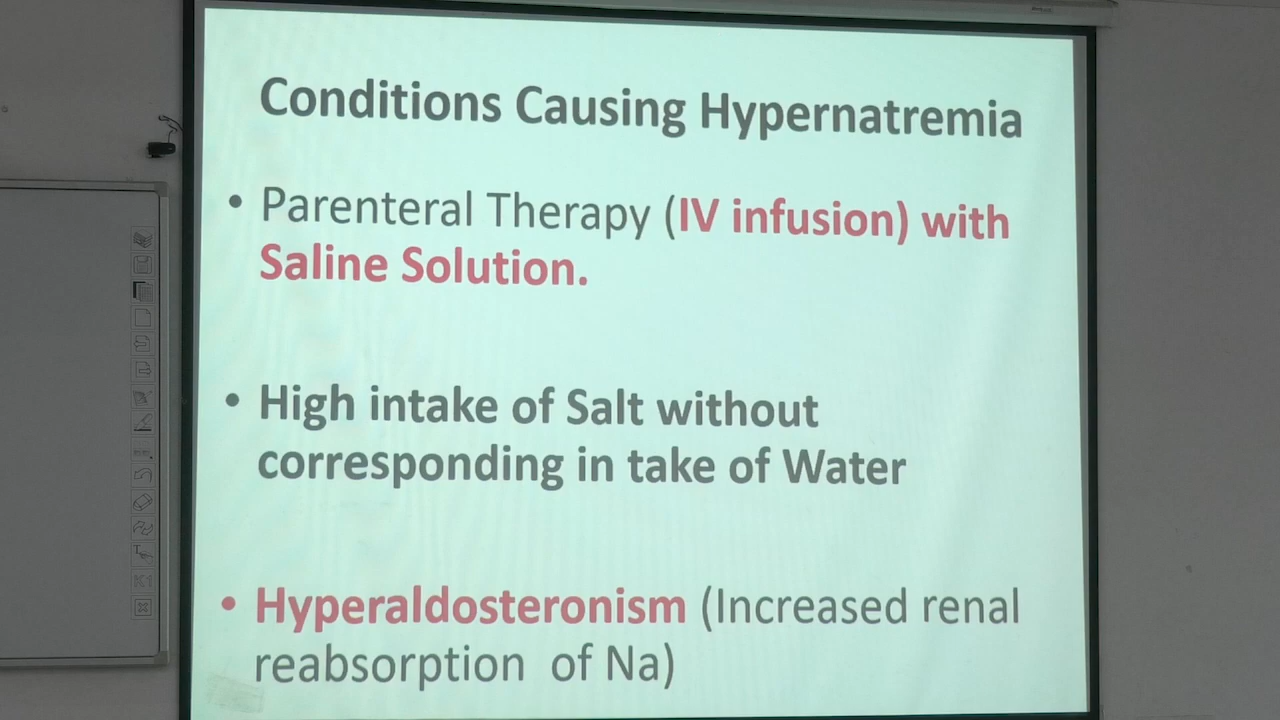 Conditions Causing Hypernatremia
• Parenteral Therapy (IV infusion) with
Saline Solution.
• High intake of Salt without
corresponding in take of Water
• Hyperaldosteronism (Increased renal
reabsorption of Na)